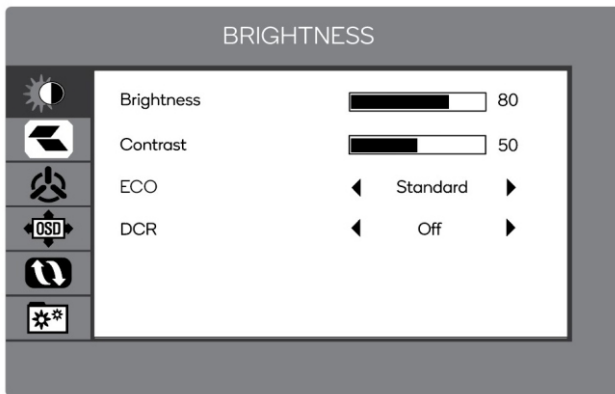 BRIGHTNESS
Brightness 80
Contrast 50
ECO Standard
DCR Off
OSD